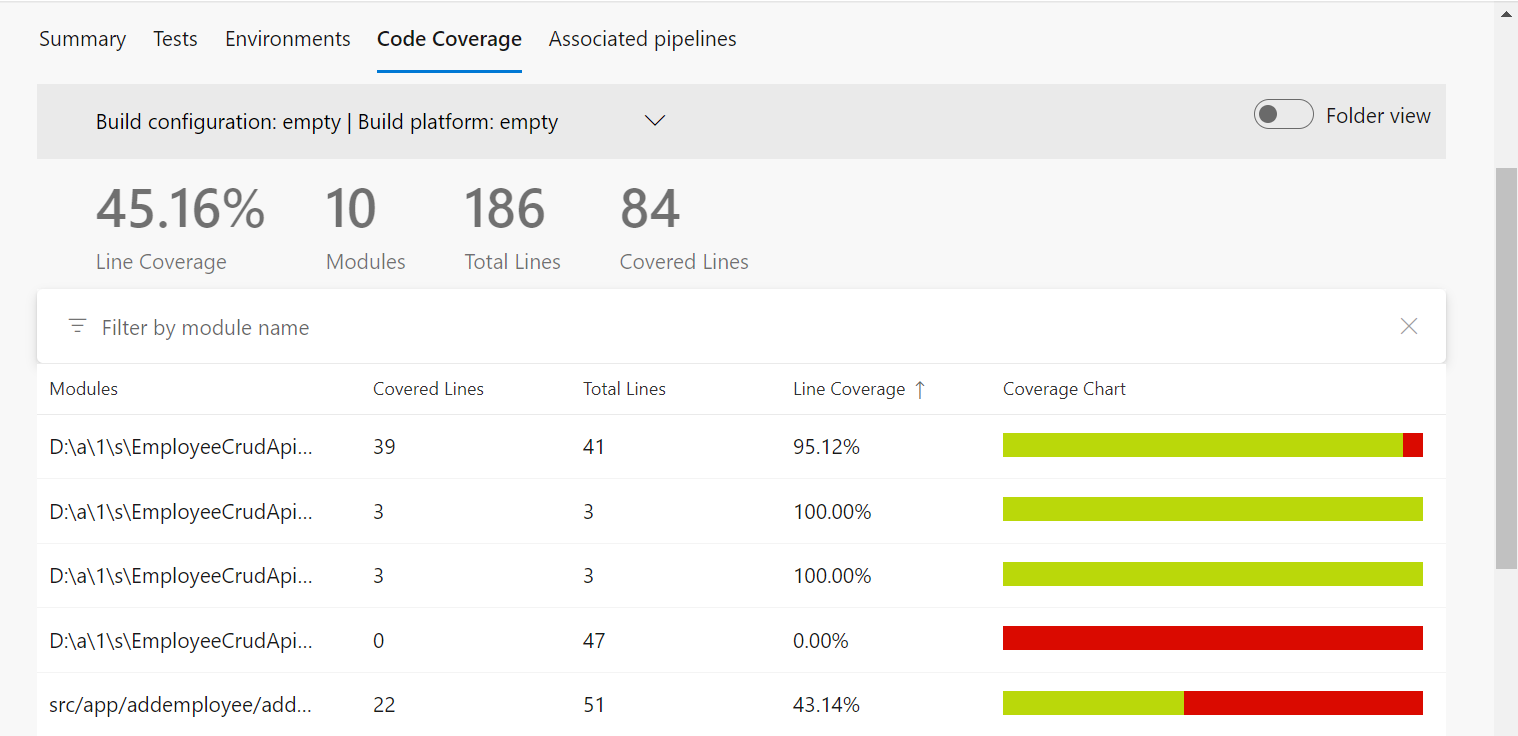 Summary Tests Environments Code Coverage Associated pipelines
Build configuration: empty | Build platform: empty Folder view
45.16% 10 186 84
Line Coverage Modules Total Lines Covered Lines
Filter by module name
Modules Covered Lines Total Lines Line Coverage ↑ Coverage Chart
D:\a\1\s\EmployeeCrudApi... 39 41 95.12%
D:\a\1\s\EmployeeCrudApi... 3 3 100.00%
D:\a\1\s\EmployeeCrudApi... 3 3 100.00%
D:\a\1\s\EmployeeCrudApi... 0 47 0.00%
src/app/addemployee/add... 22 51 43.14%